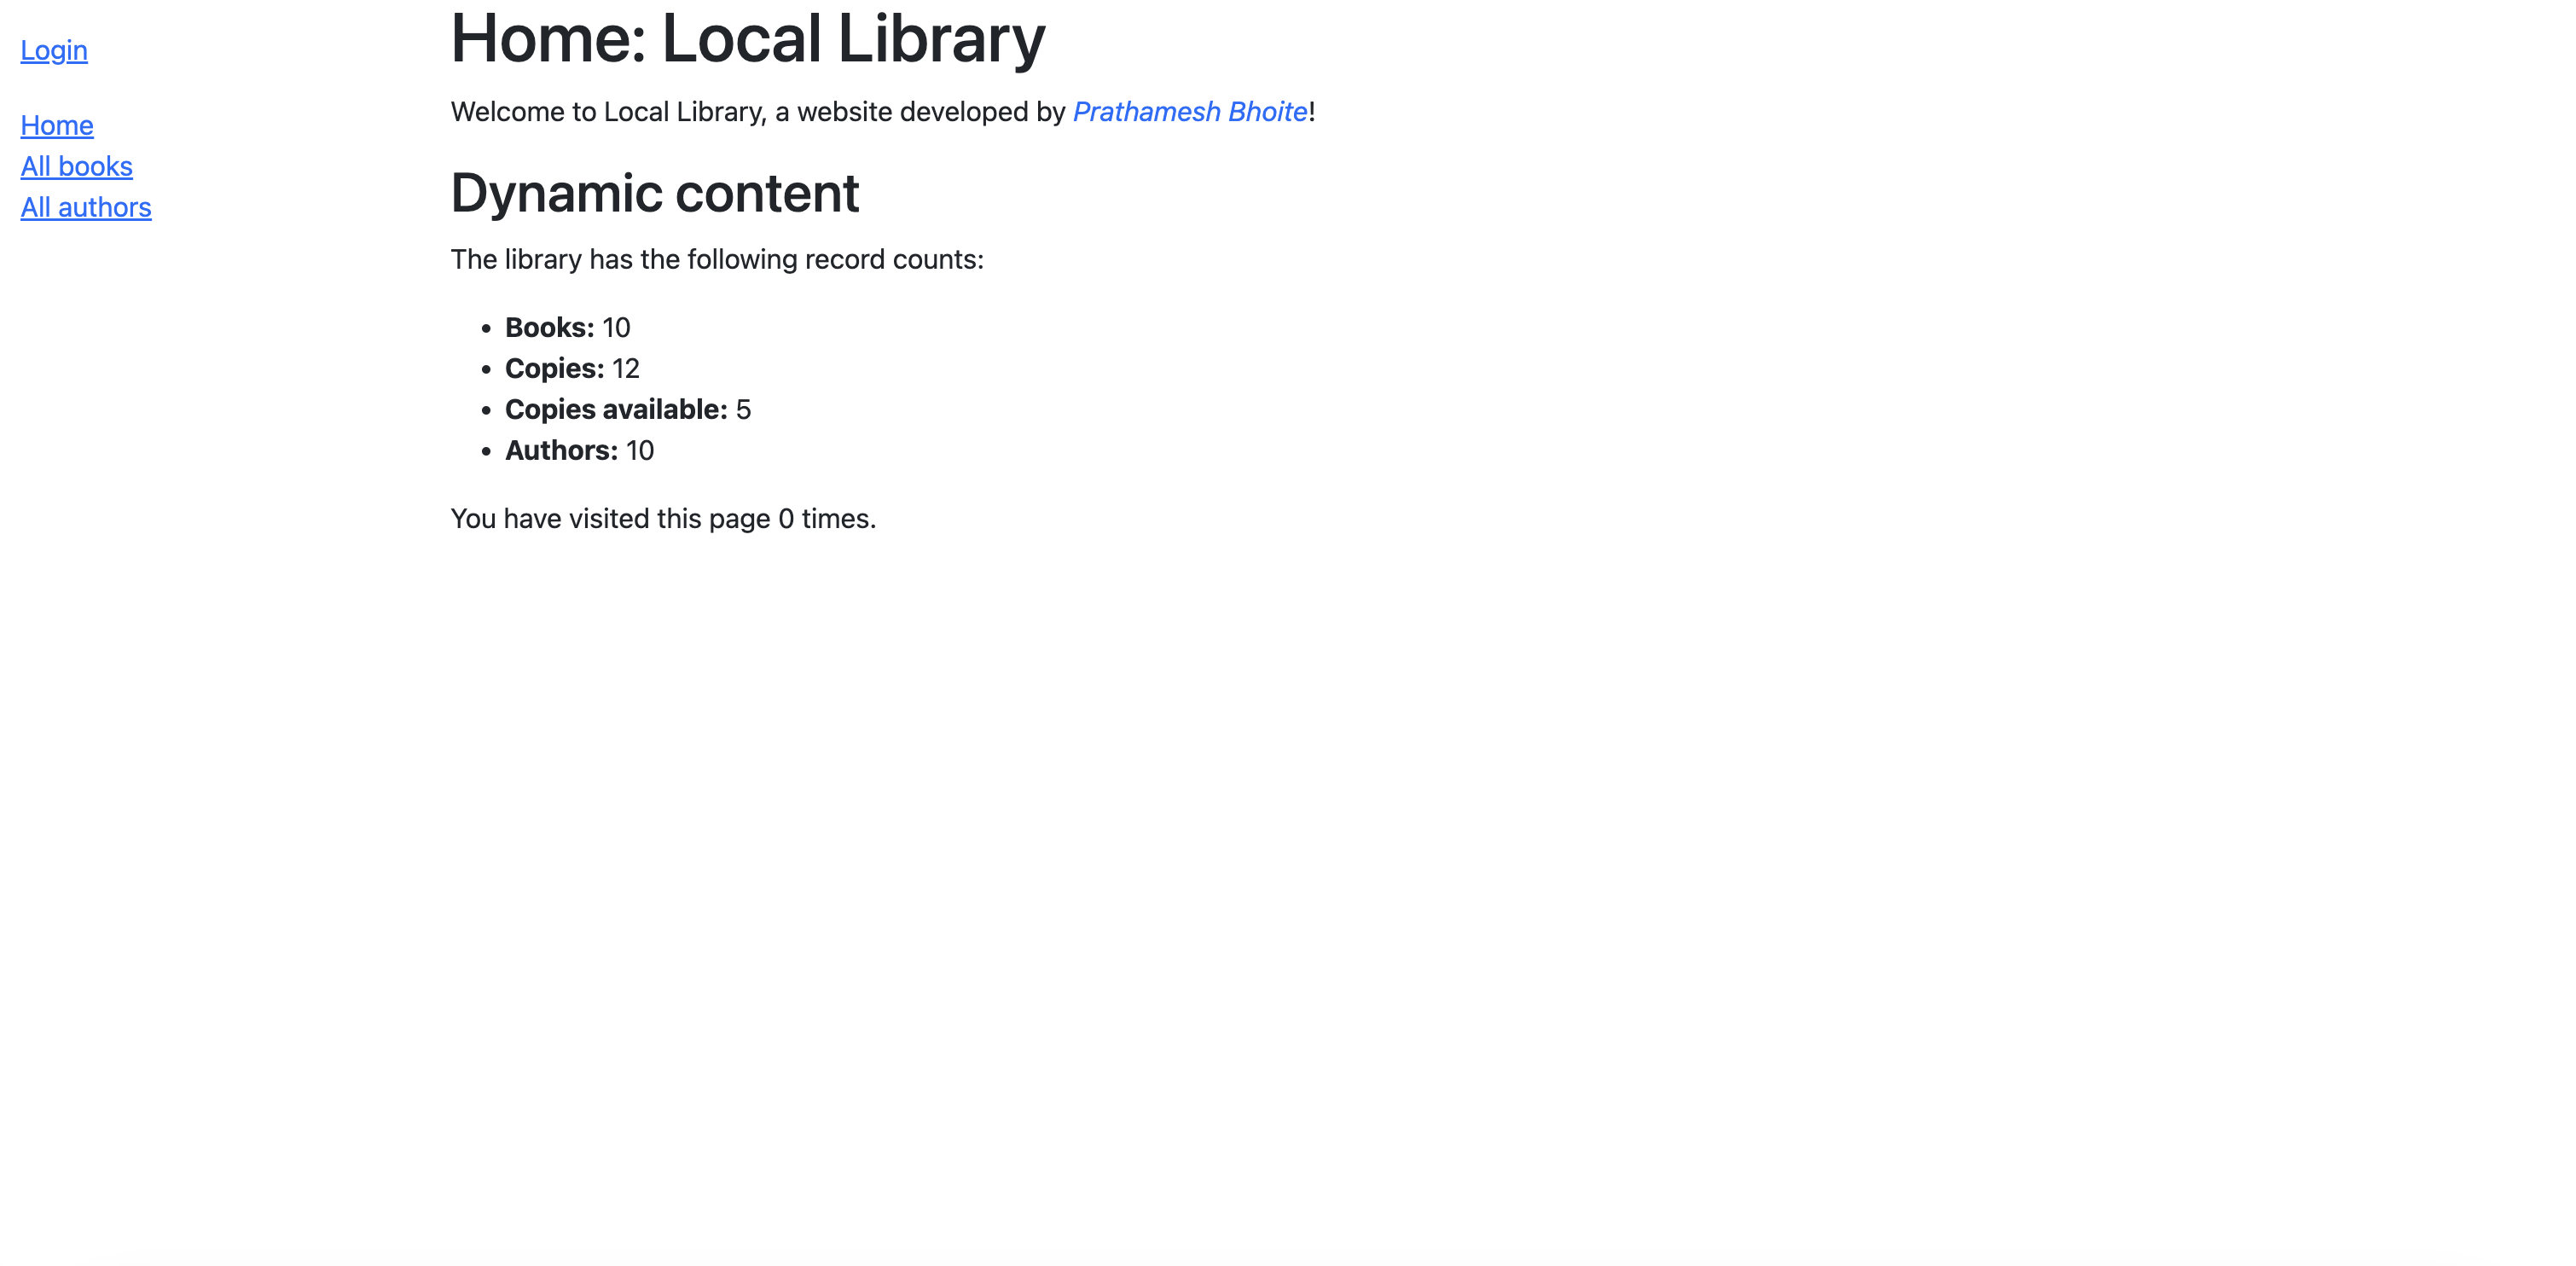 Login
Home
All books
All authors
Home: Local Library
Welcome to Local Library, a website developed by Prathamesh Bhoite!
Dynamic content
The library has the following record counts:
Books: 10
Copies: 12
Copies available: 5
Authors: 10
You have visited this page 0 times.